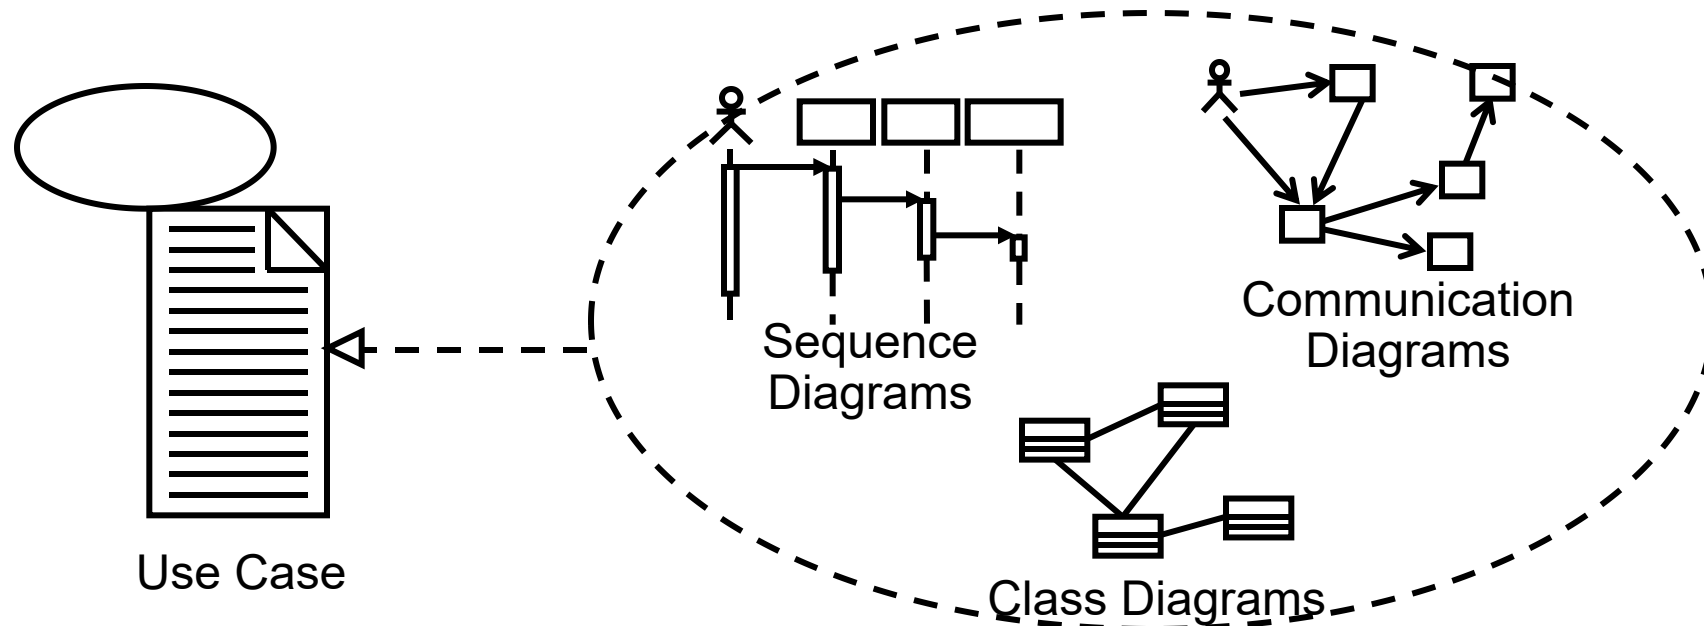 Sequence
Diagrams
Communication
Diagrams
Use Case
Class Diagrams